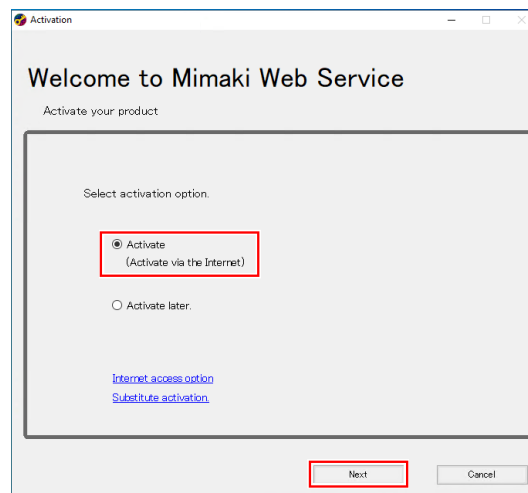 Activation
Welcome to Mimaki Web Service
Activate your product
Select activation option.
Activate
(Activate via the Internet)
Activate later.
Internet access option
Substitute activation.
Next
Cancel